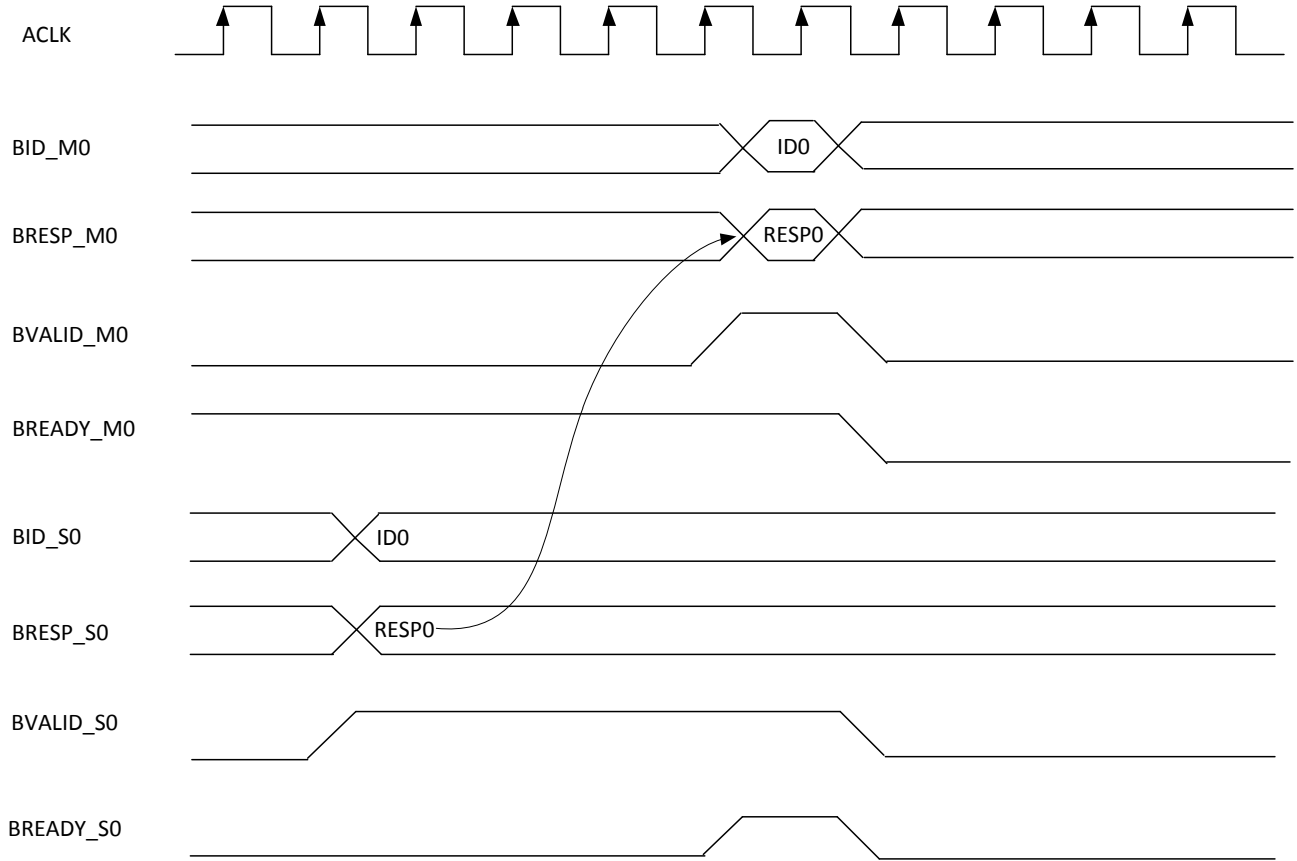 ACLK
BID_M0
ID0
BRESP_M0
RESP0
BVALID_M0
BREADY_M0
BID_S0
ID0
BRESP_S0
RESP0
BVALID_S0
BREADY_S0